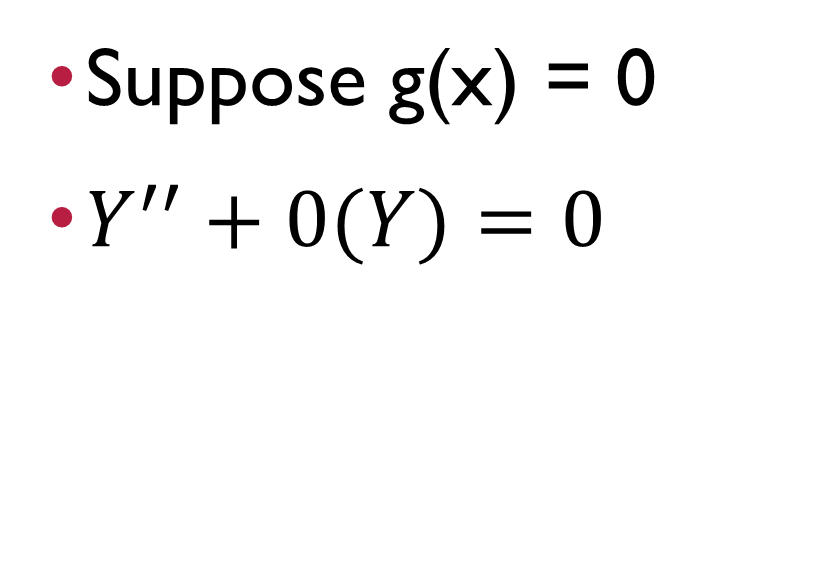 • Suppose g(x) = 0
• Y′′ + 0(Y) = 0